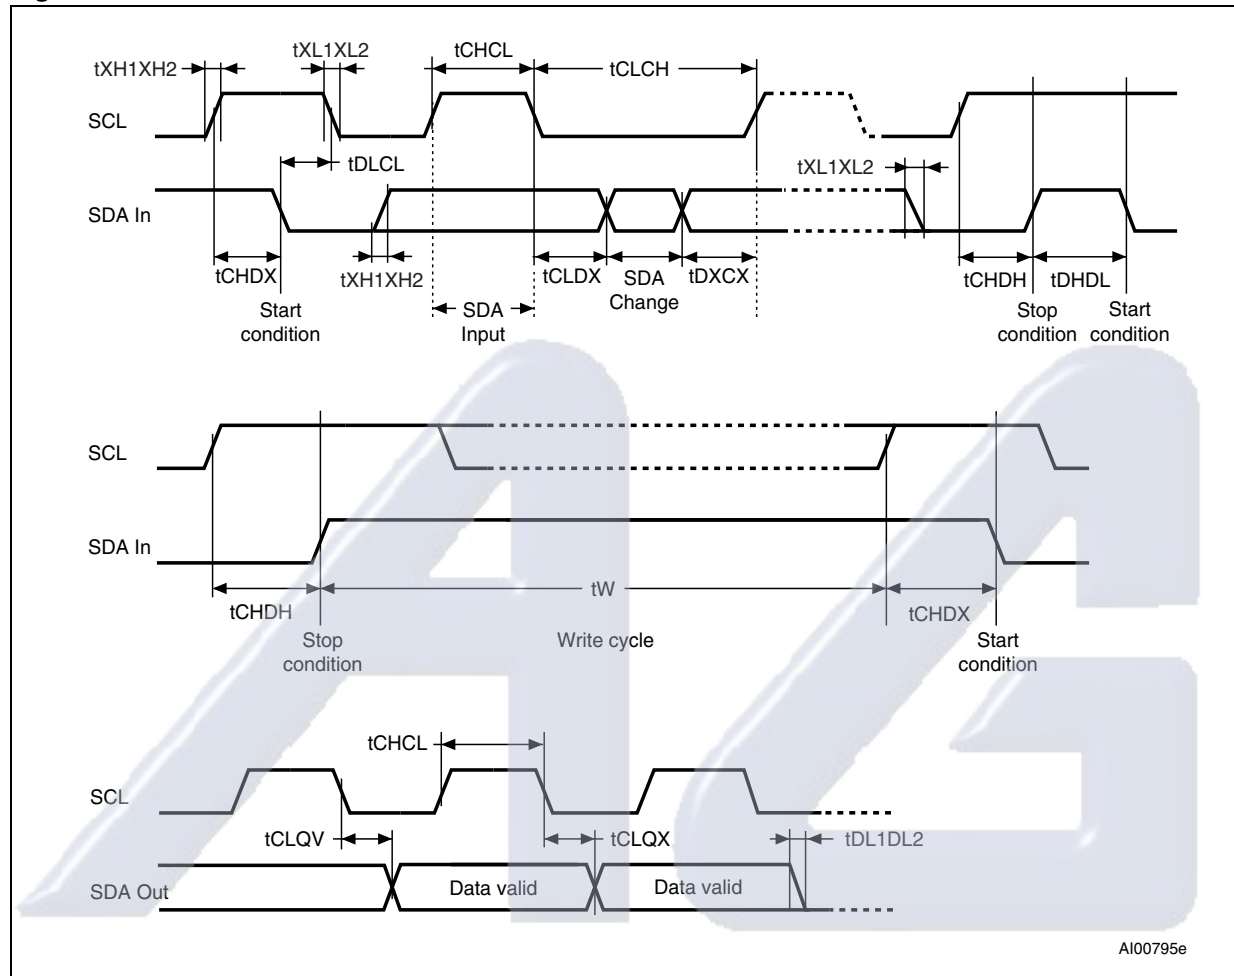 tXH1XH2
tXL1XL2
tCHCL
tCLCH
SCL
tDLCL
tXL1XL2
SDA In
tCHDX
tXH1XH2
tCLDX
SDA
Change
tDXCX
tCHDH
tDHDL
Start
condition
SDA
Input
Stop
condition
Start
condition
SCL
SDA In
tCHDH
tW
tCHDX
Stop
condition
Write cycle
Start
condition
tCHCL
SCL
tCLQV
tCLQX
tDL1DL2
SDA Out
Data valid
Data valid
AI00795e
AG